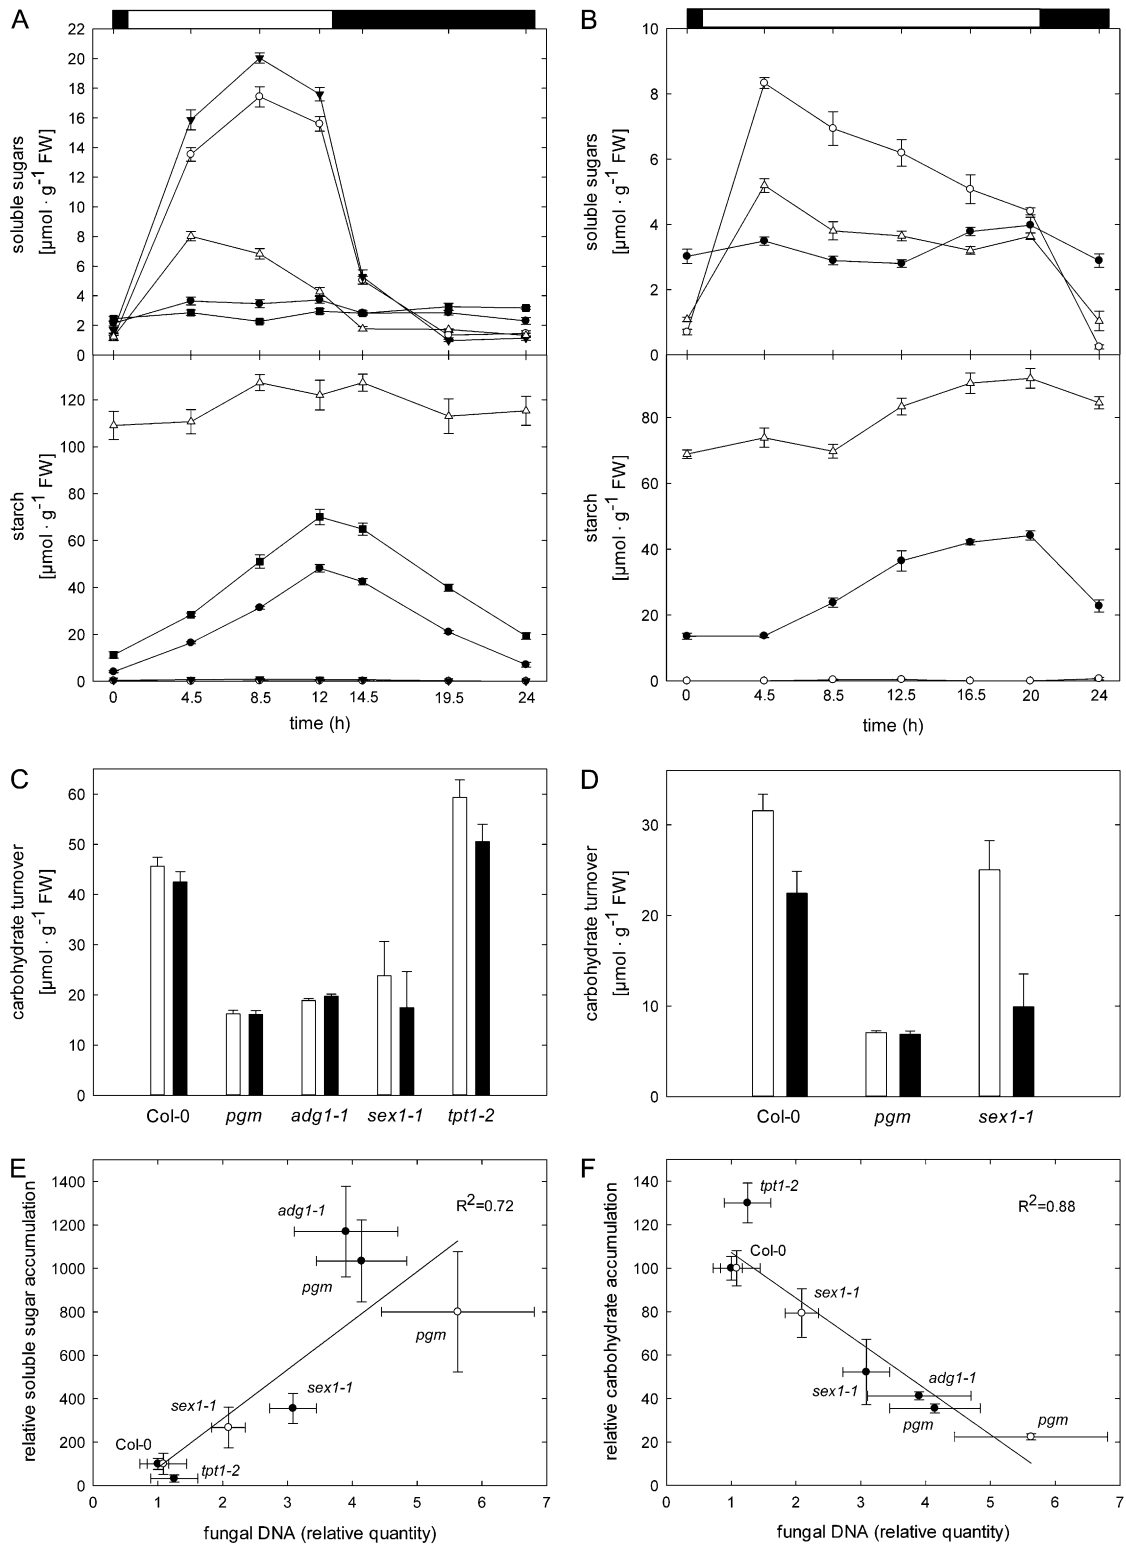 A
22
20
18
16
14
12
10
8
6
4
2
0
soluble sugars
[µmol · g⁻¹ FW]
120
100
80
60
40
20
0
starch
[µmol · g⁻¹ FW]
0 4.5 8.5 12 14.5 19.5 24
time (h)
B
10
8
6
4
2
0
soluble sugars
[µmol · g⁻¹ FW]
80
60
40
20
0
starch
[µmol · g⁻¹ FW]
0 4.5 8.5 12.5 16.5 20 24
time (h)
C
60
50
40
30
20
10
0
carbohydrate turnover
[µmol · g⁻¹ FW]
Col-0 pgm adg1-1 sex1-1 tpt1-2
D
30
20
10
0
carbohydrate turnover
[µmol · g⁻¹ FW]
Col-0 pgm sex1-1
E
1400
1200
1000
800
600
400
200
0
relative soluble sugar accumulation
R²=0.72
adg1-1
pgm
pgm
sex1-1
sex1-1
Col-0
tpt1-2
0 1 2 3 4 5 6 7
fungal DNA (relative quantity)
F
140
120
100
80
60
40
20
0
relative carbohydrate accumulation
tpt1-2
R²=0.88
Col-0
sex1-1
sex1-1
adg1-1
pgm
pgm
0 1 2 3 4 5 6 7
fungal DNA (relative quantity)